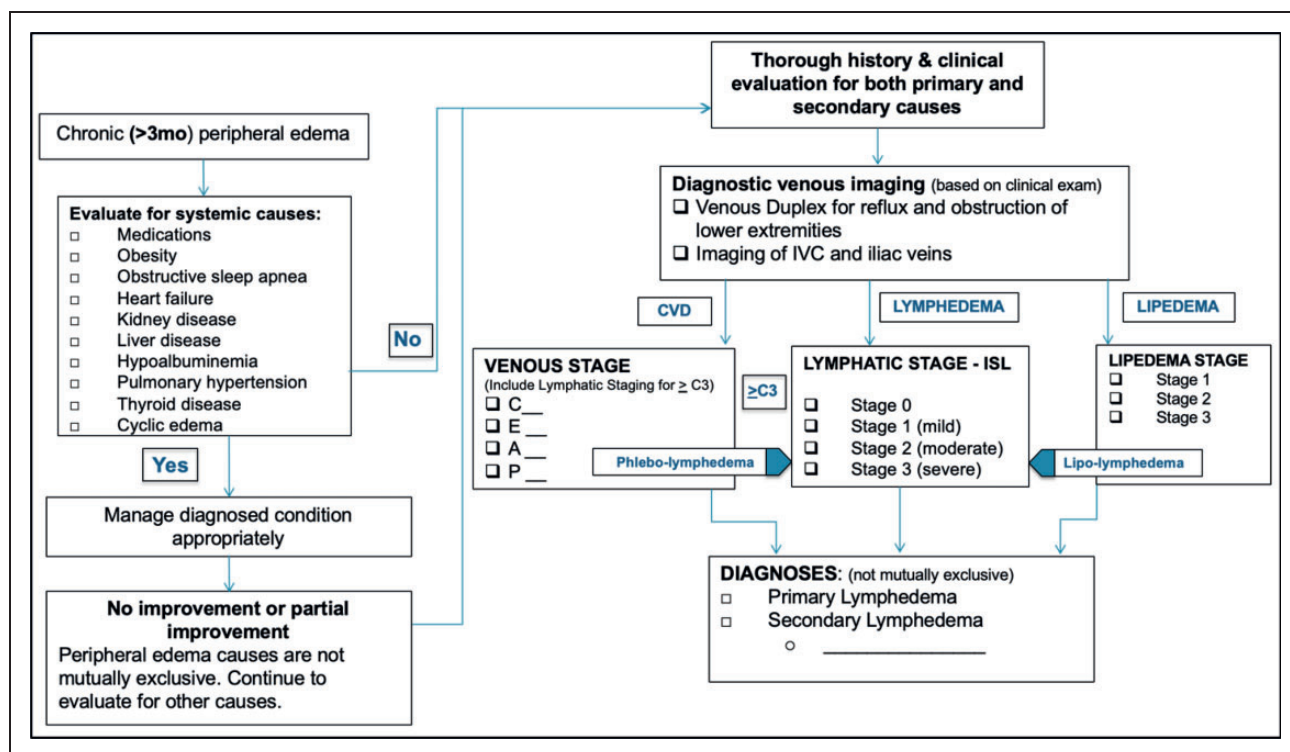 Chronic (>3mo) peripheral edema
Evaluate for systemic causes:
☐ Medications
☐ Obesity
☐ Obstructive sleep apnea
☐ Heart failure
☐ Kidney disease
☐ Liver disease
☐ Hypoalbuminemia
☐ Pulmonary hypertension
☐ Thyroid disease
☐ Cyclic edema
No
Yes
Manage diagnosed condition
appropriately
No improvement or partial
improvement
Peripheral edema causes are not
mutually exclusive. Continue to
evaluate for other causes.
Thorough history & clinical
evaluation for both primary and
secondary causes
Diagnostic venous imaging (based on clinical exam)
❑ Venous Duplex for reflux and obstruction of
lower extremities
❑ Imaging of IVC and iliac veins
CVD
LYMPHEDEMA
LIPEDEMA
VENOUS STAGE
(Include Lymphatic Staging for ≥ C3)
❑ C__
❑ E __
❑ A __
❑ P __
≥C3
Phlebo-lymphedema
LYMPHATIC STAGE - ISL
❑ Stage 0
❑ Stage 1 (mild)
❑ Stage 2 (moderate)
❑ Stage 3 (severe)
LIPEDEMA STAGE
❑ Stage 1
❑ Stage 2
❑ Stage 3
Lipo-lymphedema
DIAGNOSES: (not mutually exclusive)
☐ Primary Lymphedema
☐ Secondary Lymphedema
○ ________________